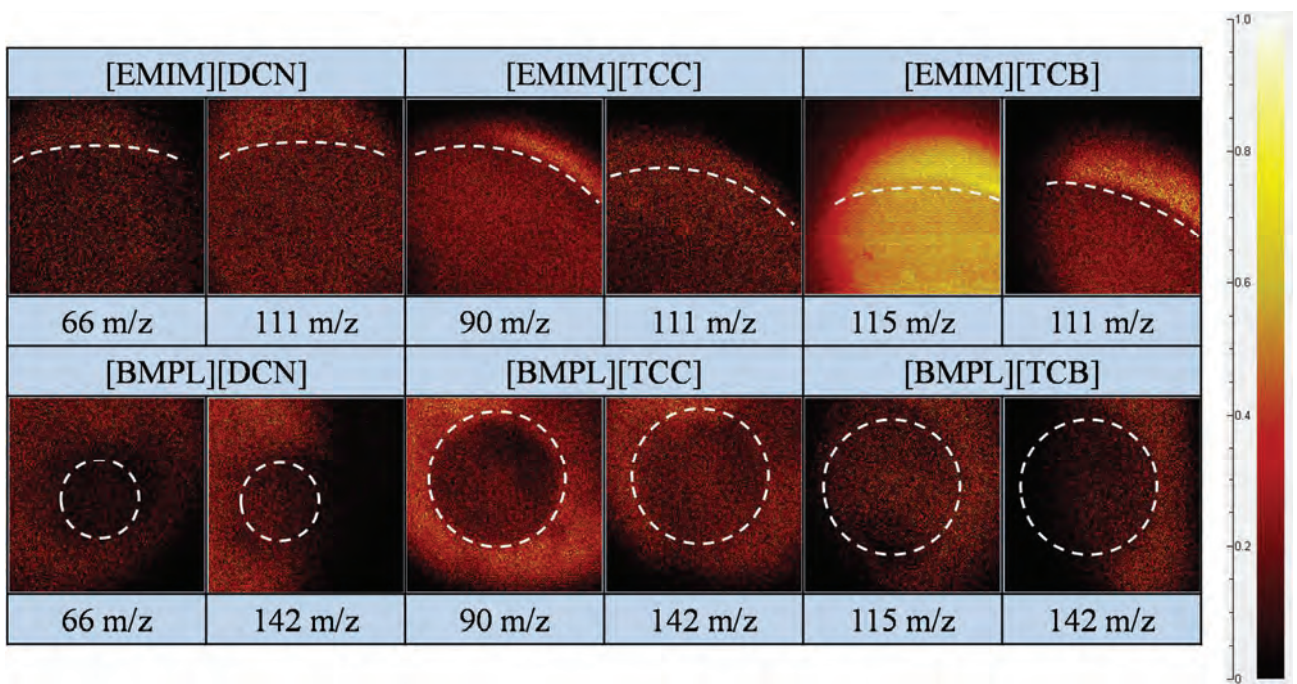 [EMIM][DCN] [EMIM][TCC] [EMIM][TCB]
66 m/z 111 m/z 90 m/z 111 m/z 115 m/z 111 m/z
[BMPL][DCN] [BMPL][TCC] [BMPL][TCB]
66 m/z 142 m/z 90 m/z 142 m/z 115 m/z 142 m/z
1.0
0.8
0.6
0.4
0.2
0